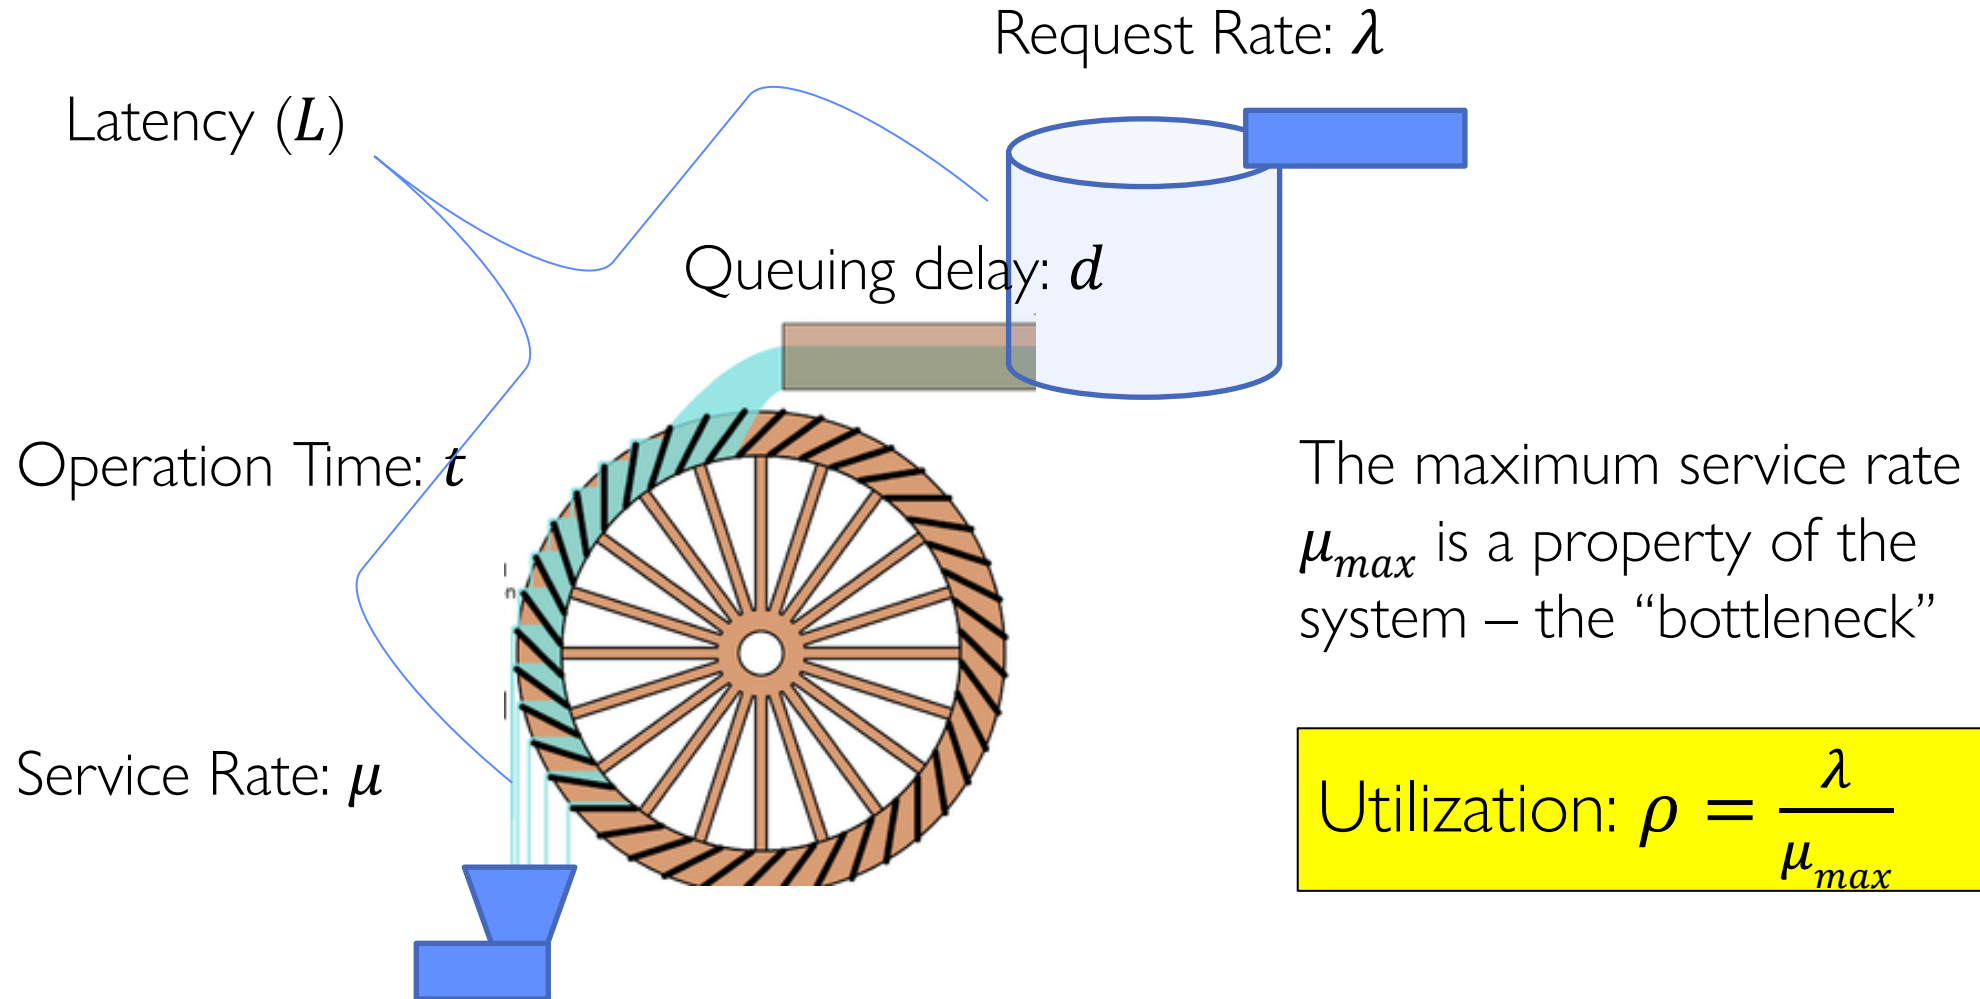 Request Rate: λ
Latency (L)
Queuing delay: d
Operation Time: t
The maximum service rate
μmax is a property of the
system – the “bottleneck”
Service Rate: μ
Utilization: ρ = λ / μmax
n